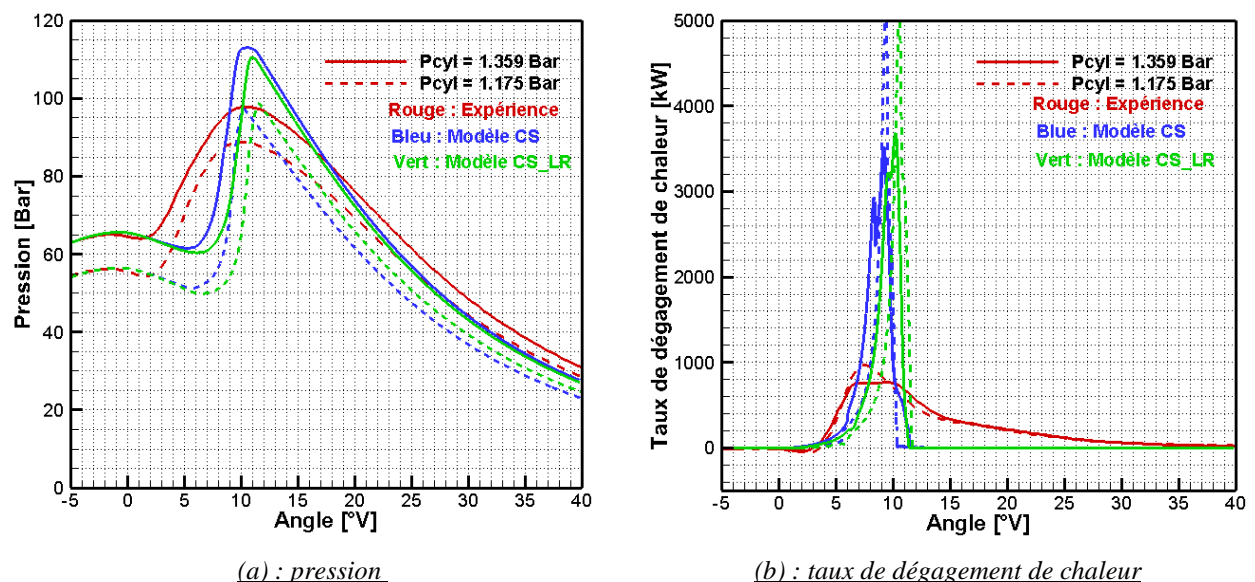 120
100
80
60
40
20
0
Pression [Bar]
-5 0 5 10 15 20 25 30 35 40
Angle [°V]
Pcyl = 1.359 Bar
Pcyl = 1.175 Bar
Rouge : Expérience
Bleu : Modèle CS
Vert : Modèle CS_LR
(a) : pression
5000
4000
3000
2000
1000
0
Taux de dégagement de chaleur [kW]
-5 0 5 10 15 20 25 30 35 40
Angle [°V]
Pcyl = 1.359 Bar
Pcyl = 1.175 Bar
Rouge : Expérience
Blue : Modèle CS
Vert : Modèle CS_LR
(b) : taux de dégagement de chaleur